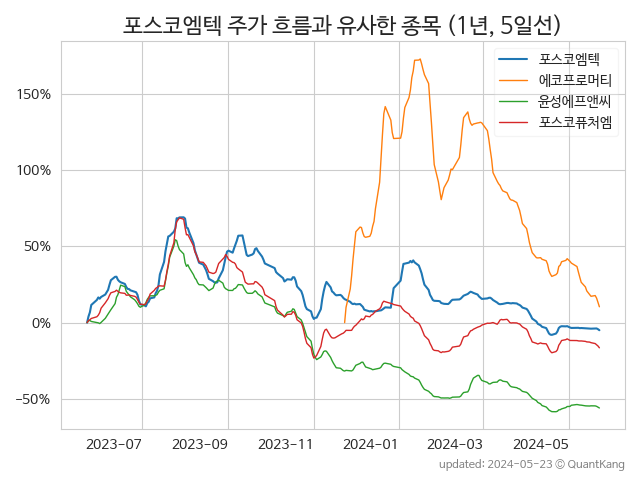 포스코엠텍 주가 흐름과 유사한 종목 (1년, 5일선)
포스코엠텍
에코프로머티
윤성에프앤씨
포스코퓨처엠
150%
100%
50%
0%
−50%
2023-07
2023-09
2023-11
2024-01
2024-03
2024-05
updated: 2024-05-23 ⓒ QuantKang